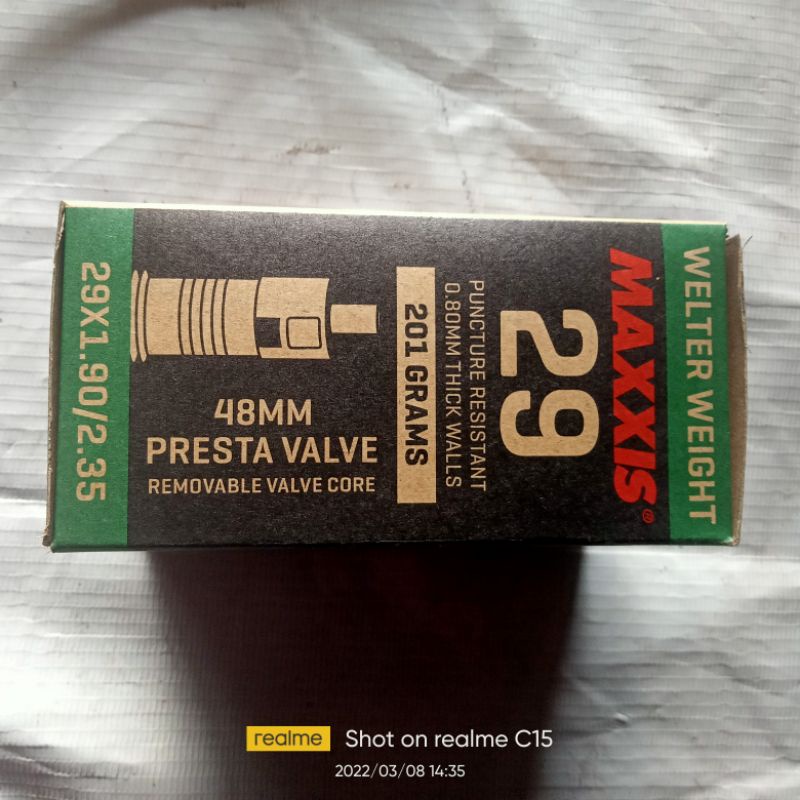 WELTER WEIGHT
MAXXIS®
29
PUNCTURE RESISTANT
0.80MM THICK WALLS
201 GRAMS
48MM
PRESTA VALVE
REMOVABLE VALVE CORE
29X1.90/2.35
realme Shot on realme C15
2022/03/08 14:35